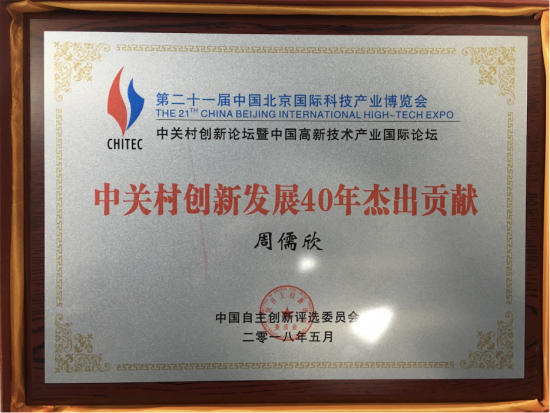 CHITEC
第二十一届中国北京国际科技产业博览会
THE 21TH CHINA BEIJING INTERNATIONAL HIGH-TECH EXPO
中关村创新论坛暨中国高新技术产业国际论坛
中关村创新发展40年杰出贡献
周儒欣
中国自主创新评选委员会
二零一八年五月